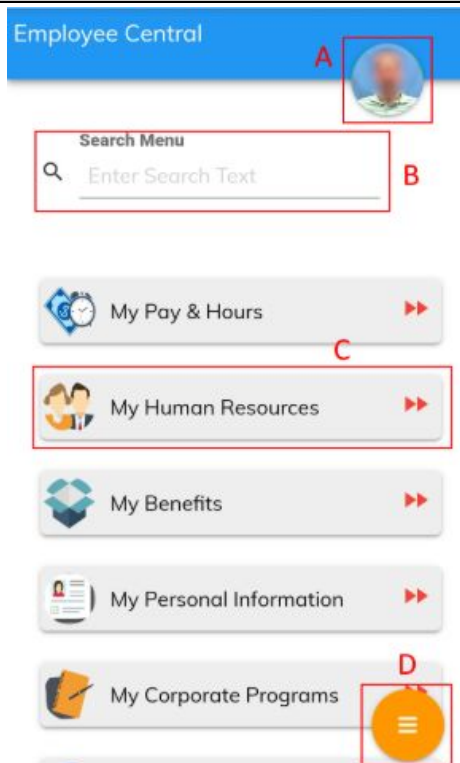 Employee Central
A
Search Menu
Enter Search Text
B
My Pay & Hours
C
My Human Resources
My Benefits
My Personal Information
D
My Corporate Programs